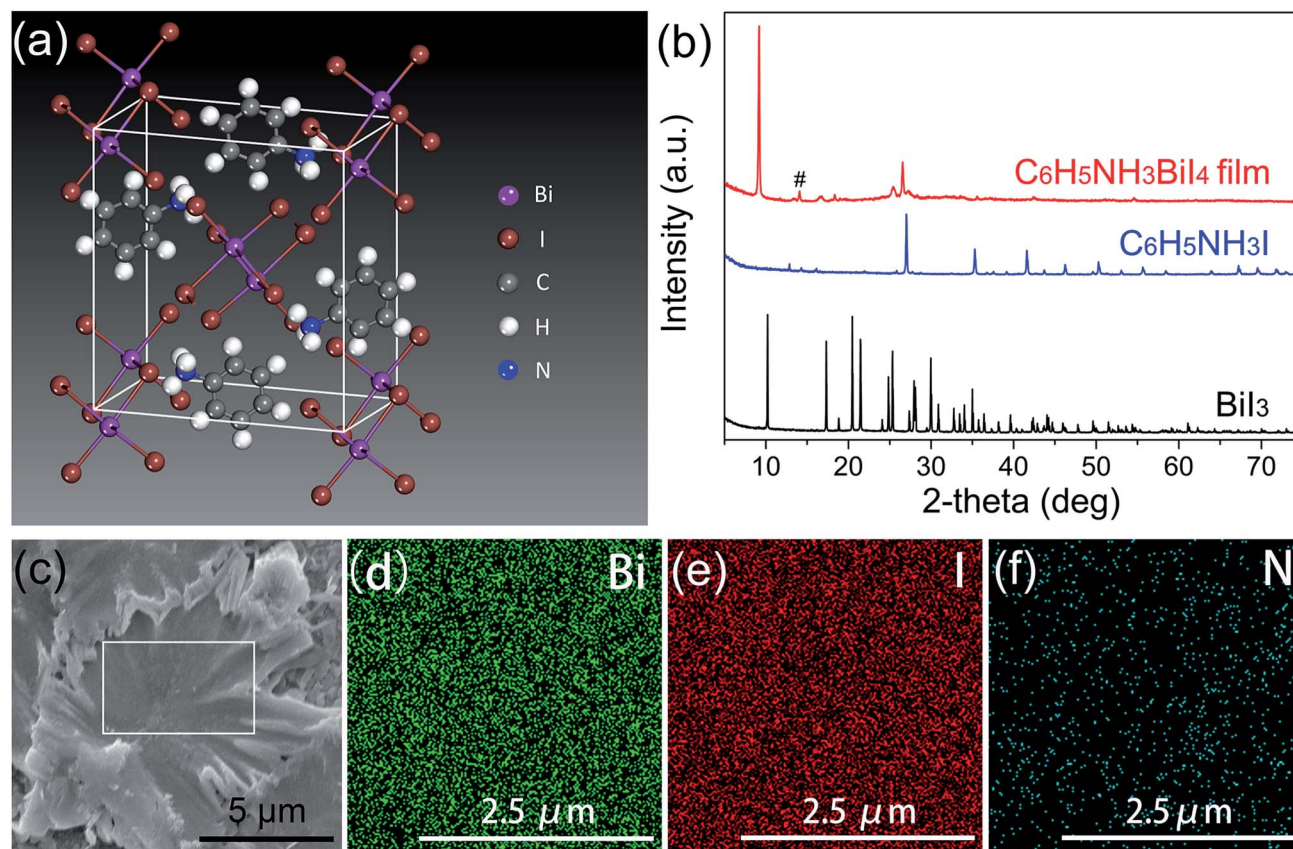 (a)
Bi
I
C
H
N
(b)
Intensity (a.u.)
#
C₆H₅NH₃BiI₄ film
C₆H₅NH₃I
BiI₃
10 20 30 40 50 60 70
2-theta (deg)
(c)
5 μm
(d) Bi
2.5 μm
(e) I
2.5 μm
(f) N
2.5 μm